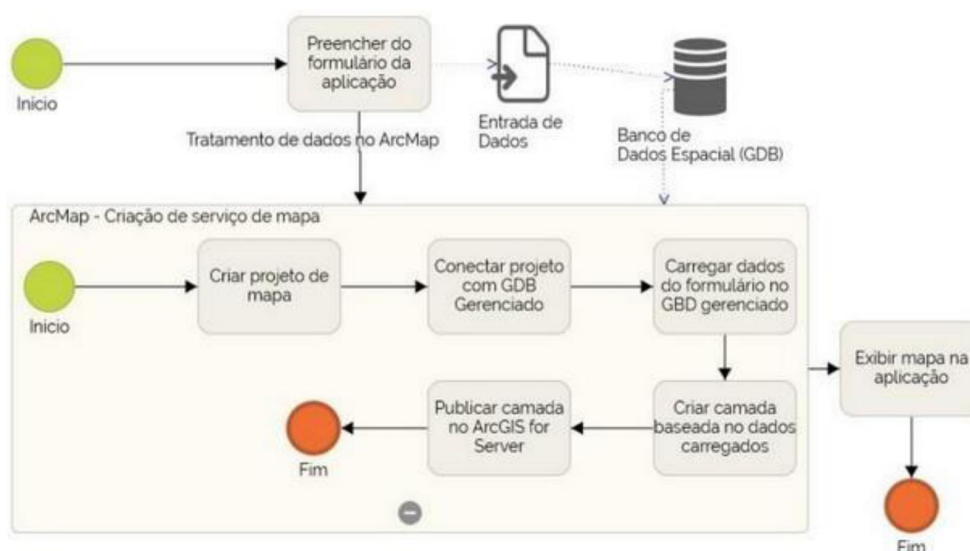 Preencher do
formulário da
aplicação
Início
Entrada de
Dados
Banco de
Dados Espacial (GDB)
Tratamento de dados no ArcMap
ArcMap - Criação de serviço de mapa
Início
Criar projeto de
mapa
Conectar projeto
com GDB
Gerenciado
Carregar dados
do formulário no
GBD gerenciado
Exibir mapa na
aplicação
Fim
Publicar camada
no ArcGIS for
Server
Criar camada
baseada no dados
carregados
Fim